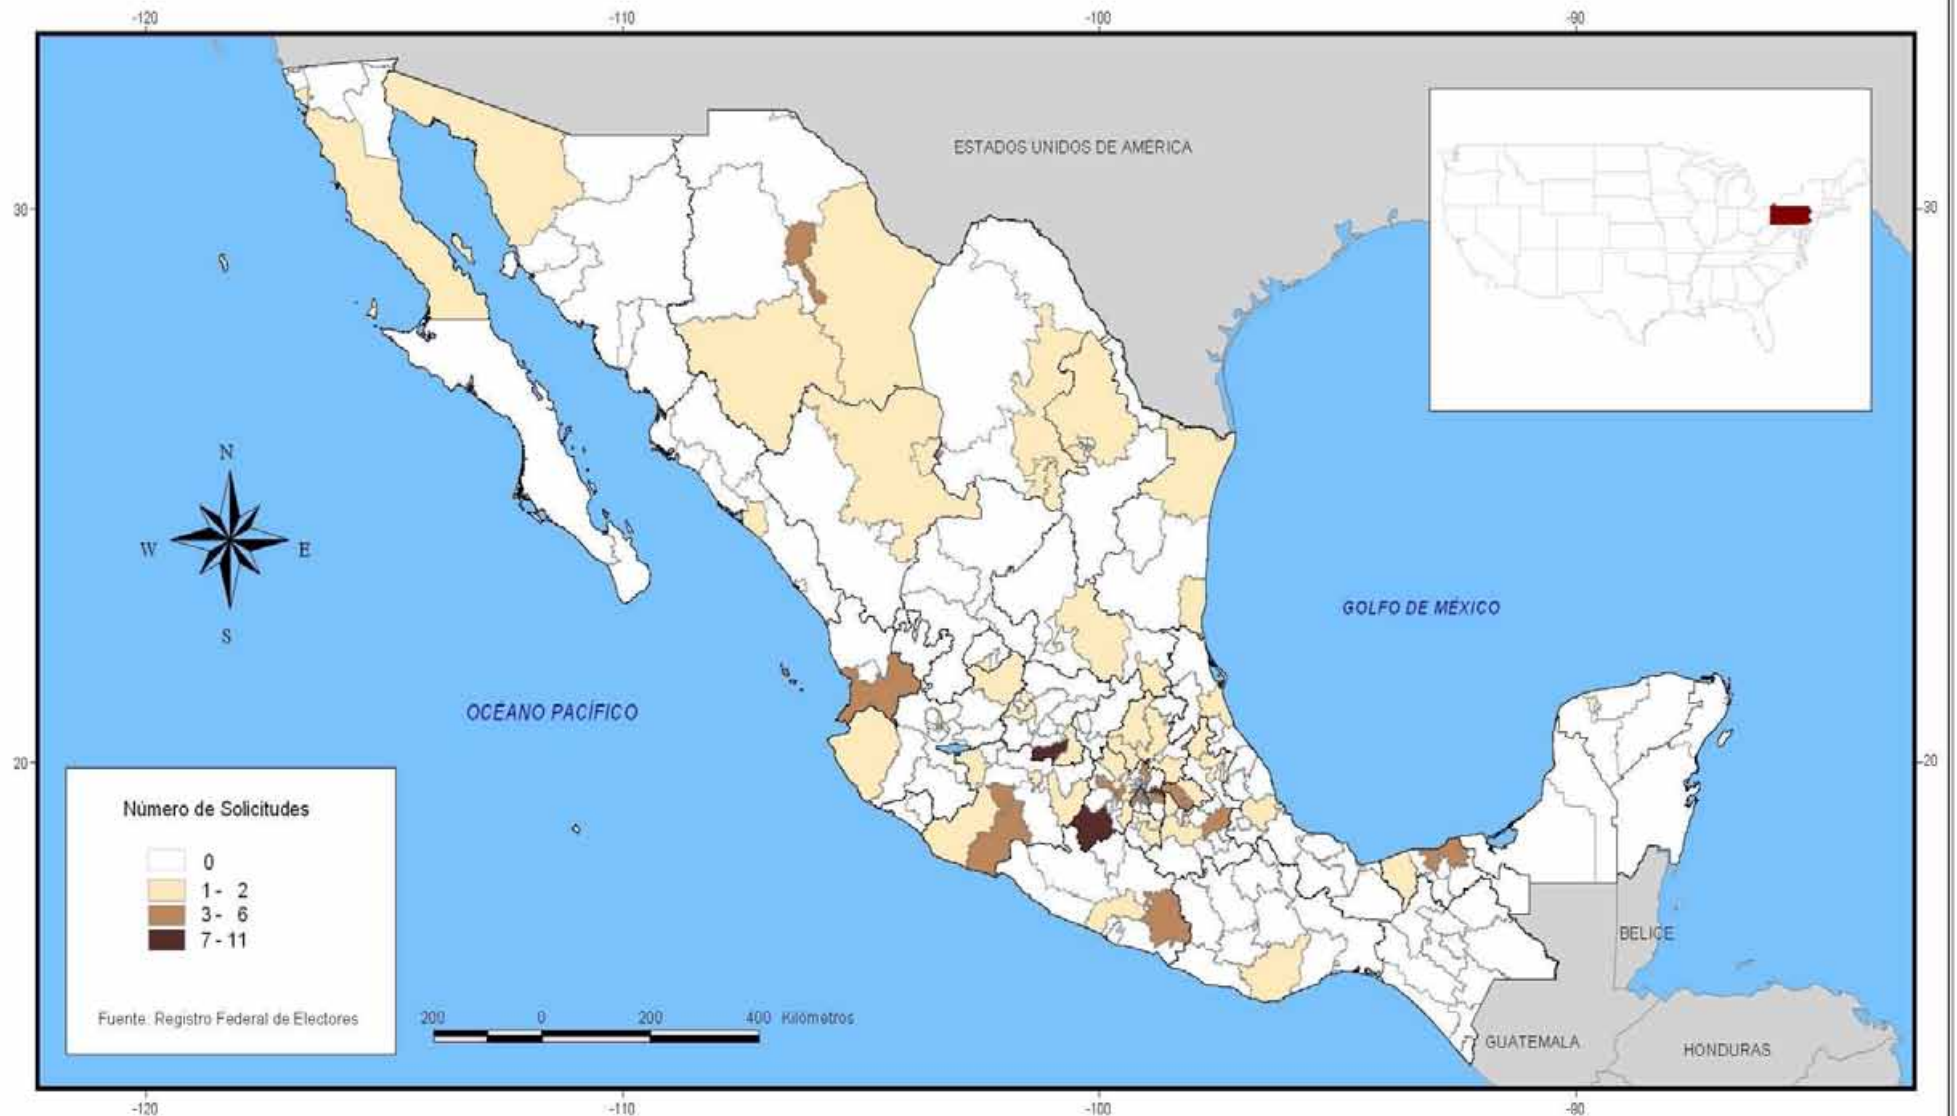 -120 -110 -100 -90
ESTADOS UNIDOS DE AMÉRICA
30 30
N
W E
S
GOLFO DE MÉXICO
OCÉANO PACÍFICO
20 20
Número de Solicitudes
0
1 - 2
3 - 6
7 - 11
Fuente: Registro Federal de Electores
200 0 200 400 Kilómetros
BELICE
GUATEMALA
HONDURAS
-120 -110 -100 -90